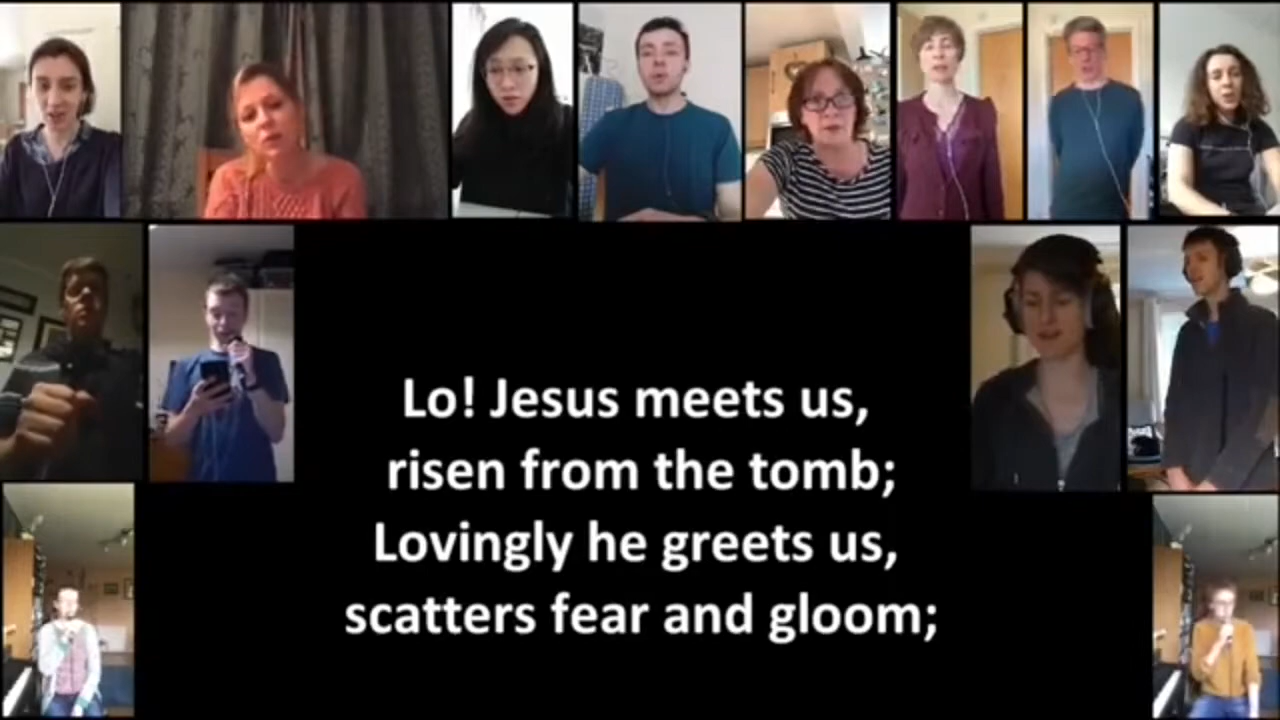 Lo! Jesus meets us,
risen from the tomb;
Lovingly he greets us,
scatters fear and gloom;